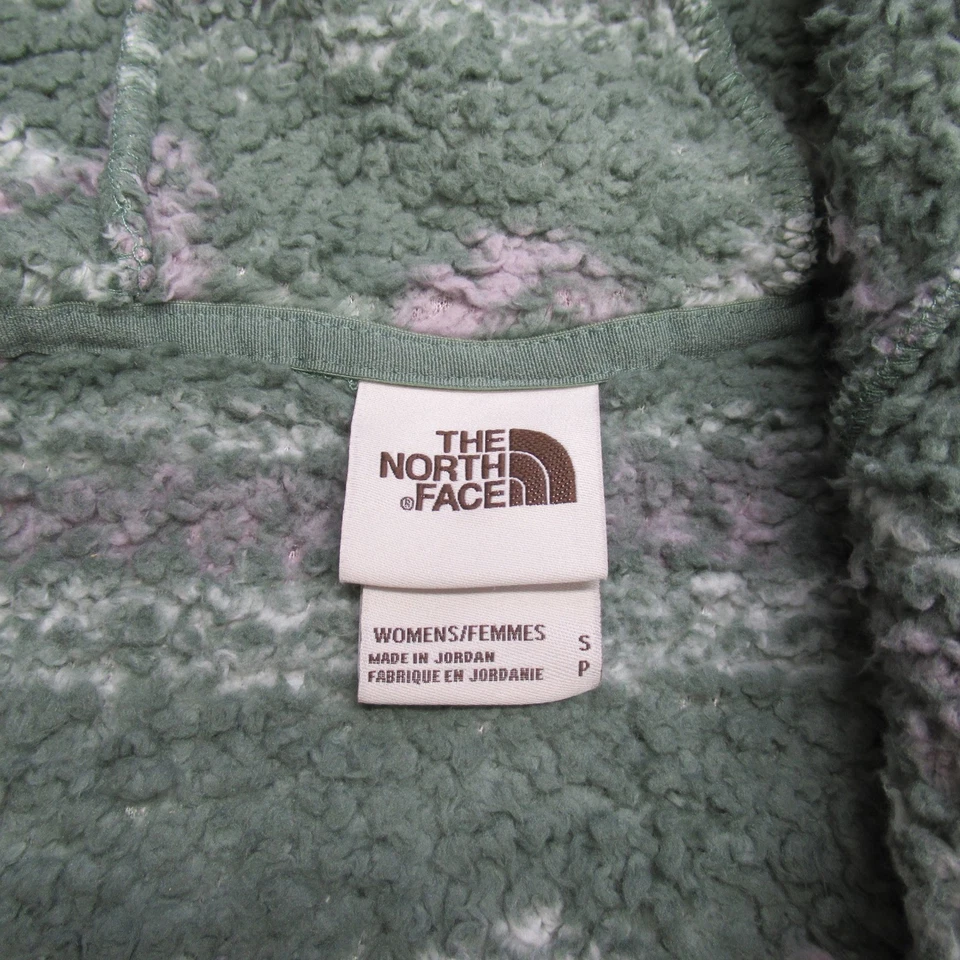 THE
NORTH
®FACE
WOMENS/FEMMES
S
MADE IN JORDAN
P
FABRIQUE EN JORDANIE